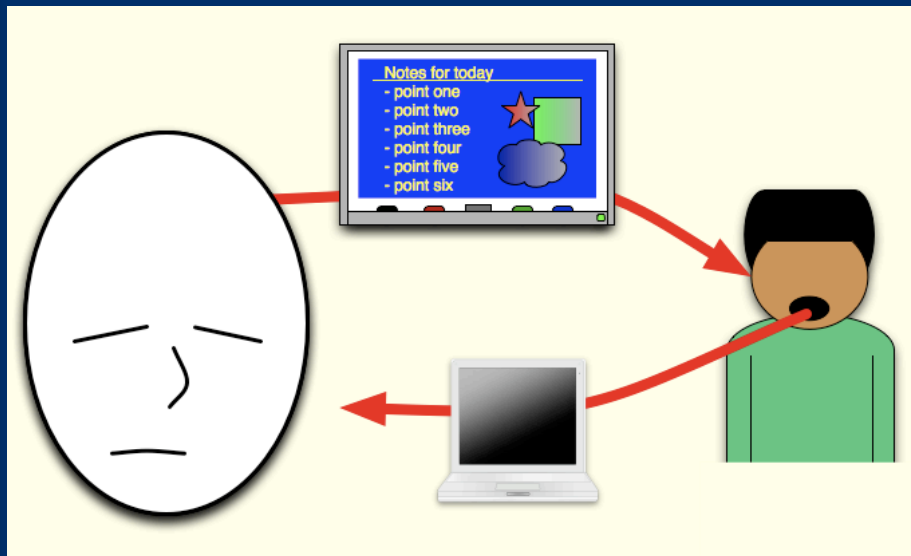 Notes for today
- point one
- point two
- point three
- point four
- point five
- point six